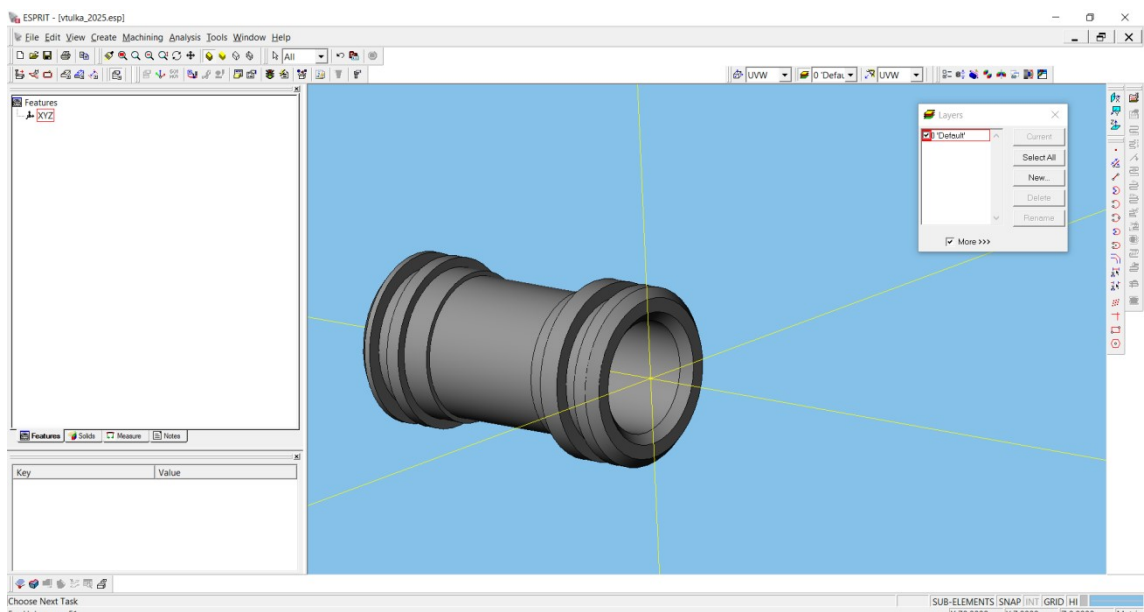 ESPRIT - [vtulka_2025.esp]
File Edit View Create Machining Analysis Tools Window Help
All
UVW 0 'Defau UVW
Features
XYZ
Layers
0 'Default'
Current
Select All
New...
Delete
Rename
More >>>
Features Solids Measure Notes
Key Value
Choose Next Task
SUB-ELEMENTS SNAP INT GRID HI